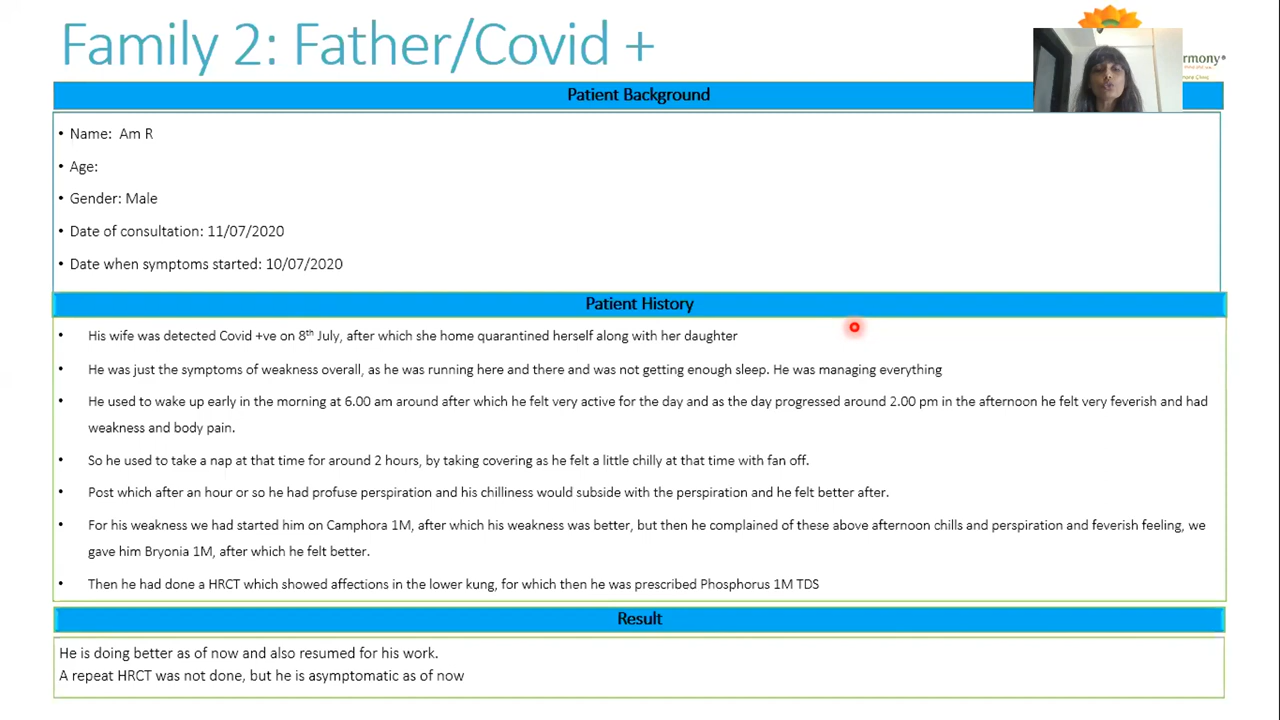 Family 2: Father/Covid +
rmony®
Patient Background
• Name: Am R
• Age:
• Gender: Male
• Date of consultation: 11/07/2020
• Date when symptoms started: 10/07/2020
Patient History
• His wife was detected Covid +ve on 8th July, after which she home quarantined herself along with her daughter
• He was just the symptoms of weakness overall, as he was running here and there and was not getting enough sleep. He was managing everything
• He used to wake up early in the morning at 6.00 am around after which he felt very active for the day and as the day progressed around 2.00 pm in the afternoon he felt very feverish and had
weakness and body pain.
• So he used to take a nap at that time for around 2 hours, by taking covering as he felt a little chilly at that time with fan off.
• Post which after an hour or so he had profuse perspiration and his chilliness would subside with the perspiration and he felt better after.
• For his weakness we had started him on Camphora 1M, after which his weakness was better, but then he complained of these above afternoon chills and perspiration and feverish feeling, we
gave him Bryonia 1M, after which he felt better.
• Then he had done a HRCT which showed affections in the lower kung, for which then he was prescribed Phosphorus 1M TDS
Result
He is doing better as of now and also resumed for his work.
A repeat HRCT was not done, but he is asymptomatic as of now